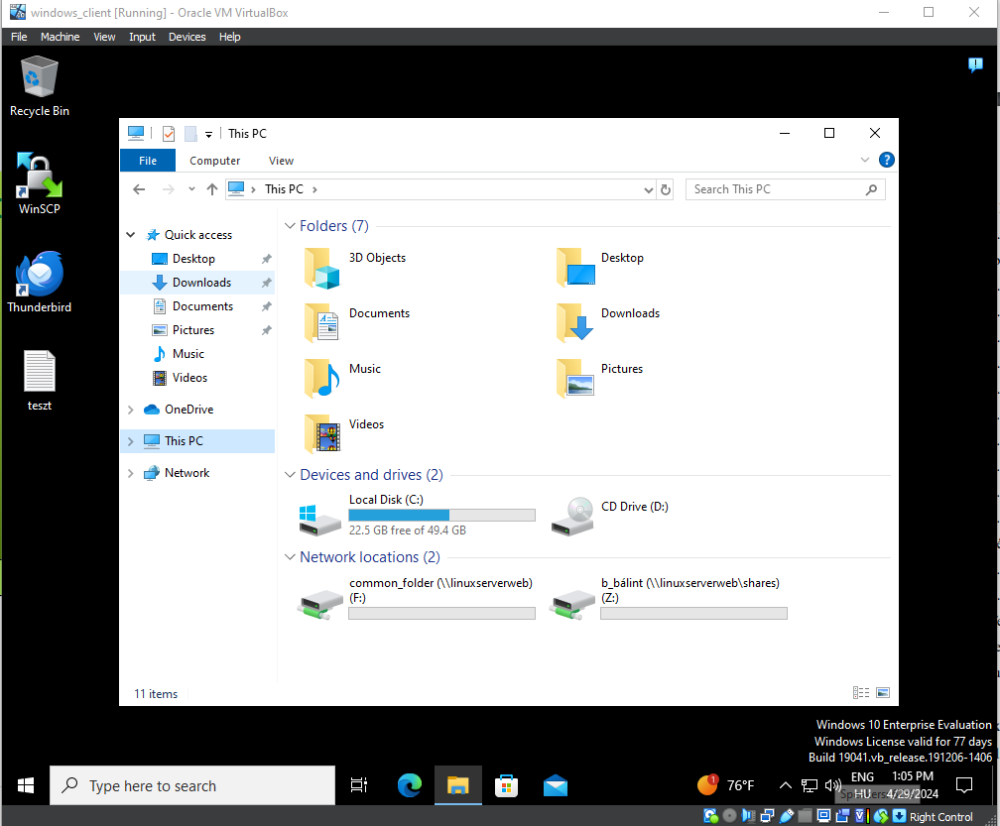 windows_client [Running] - Oracle VM VirtualBox
File Machine View Input Devices Help
Recycle Bin
WinSCP
Thunderbird
teszt
This PC
File Computer View
This PC
Search This PC
Quick access
Desktop
Downloads
Documents
Pictures
Music
Videos
OneDrive
This PC
Network
Folders (7)
3D Objects
Desktop
Documents
Downloads
Music
Pictures
Videos
Devices and drives (2)
Local Disk (C:)
22.5 GB free of 49.4 GB
CD Drive (D:)
Network locations (2)
common_folder (\\linuxserverweb)
(F:)
b_bálint (\\linuxserverweb\shares)
(Z:)
11 items
Windows 10 Enterprise Evaluation
Windows License valid for 77 days
Build 19041.vb_release.191206-1406
Type here to search
1
76°F
ENG
HU
1:05 PM
4/29/2024
Right Control